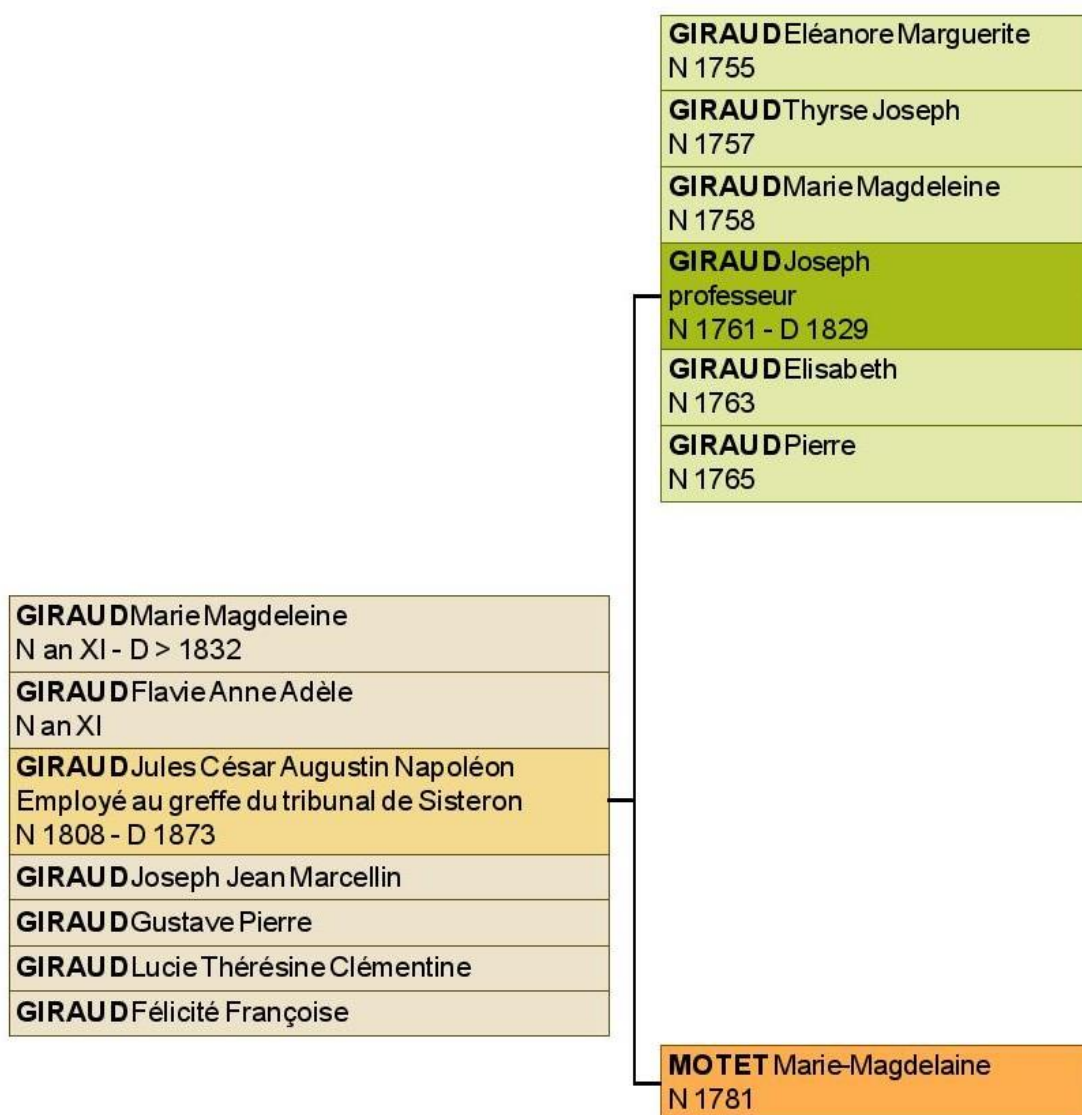 GIRAUD Eléanore Marguerite
N 1755
GIRAUD Thyrse Joseph
N 1757
GIRAUD Marie Magdeleine
N 1758
GIRAUD Joseph
professeur
N 1761 - D 1829
GIRAUD Elisabeth
N 1763
GIRAUD Pierre
N 1765
GIRAUD Marie Magdeleine
N an XI - D > 1832
GIRAUD Flavie Anne Adèle
N an XI
GIRAUD Jules César Augustin Napoléon
Employé au greffe du tribunal de Sisteron
N 1808 - D 1873
GIRAUD Joseph Jean Marcellin
GIRAUD Gustave Pierre
GIRAUD Lucie Thérésine Clémentine
GIRAUD Félicité Françoise
MOTET Marie-Magdelaine
N 1781